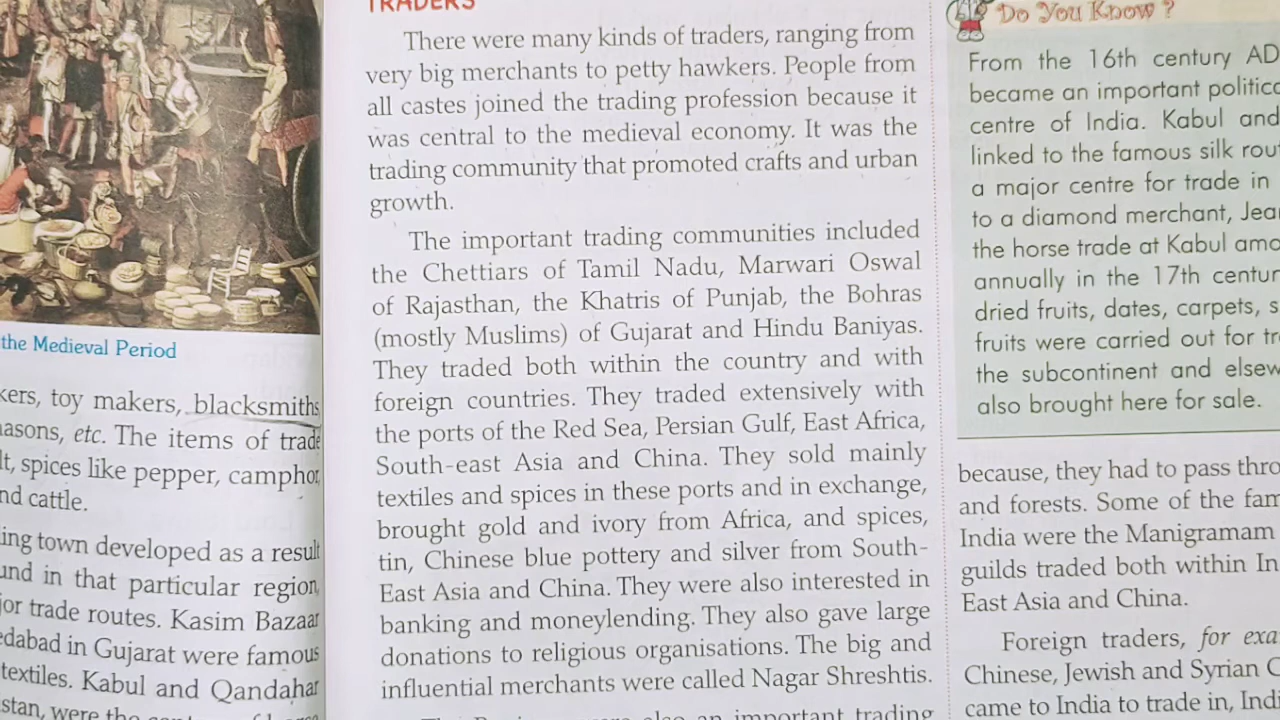 the Medieval Period
kers, toy makers, blacksmiths,
asons, etc. The items of trade
lt, spices like pepper, camphor,
nd cattle.
ing town developed as a result
und in that particular region,
jor trade routes. Kasim Bazaar
edabad in Gujarat were famous
textiles. Kabul and Qandahar
stan, were the
TRADERS
There were many kinds of traders, ranging from
very big merchants to petty hawkers. People from
all castes joined the trading profession because it
was central to the medieval economy. It was the
trading community that promoted crafts and urban
growth.
The important trading communities included
the Chettiars of Tamil Nadu, Marwari Oswal
of Rajasthan, the Khatris of Punjab, the Bohras
(mostly Muslims) of Gujarat and Hindu Baniyas.
They traded both within the country and with
foreign countries. They traded extensively with
the ports of the Red Sea, Persian Gulf, East Africa,
South-east Asia and China. They sold mainly
textiles and spices in these ports and in exchange,
brought gold and ivory from Africa, and spices,
tin, Chinese blue pottery and silver from South-
East Asia and China. They were also interested in
banking and moneylending. They also gave large
donations to religious organisations. The big and
influential merchants were called Nagar Shreshtis.
also an important trading
Do You Know ?
From the 16th century AD
became an important politica
centre of India. Kabul and
linked to the famous silk rou
a major centre for trade in
to a diamond merchant, Jea
the horse trade at Kabul amo
annually in the 17th centur
dried fruits, dates, carpets, s
fruits were carried out for tr
the subcontinent and elsew
also brought here for sale.
because, they had to pass thro
and forests. Some of the fam
India were the Manigramam
guilds traded both within In
East Asia and China.
Foreign traders, for exa
Chinese, Jewish and Syrian C
came to India to trade in, Ind